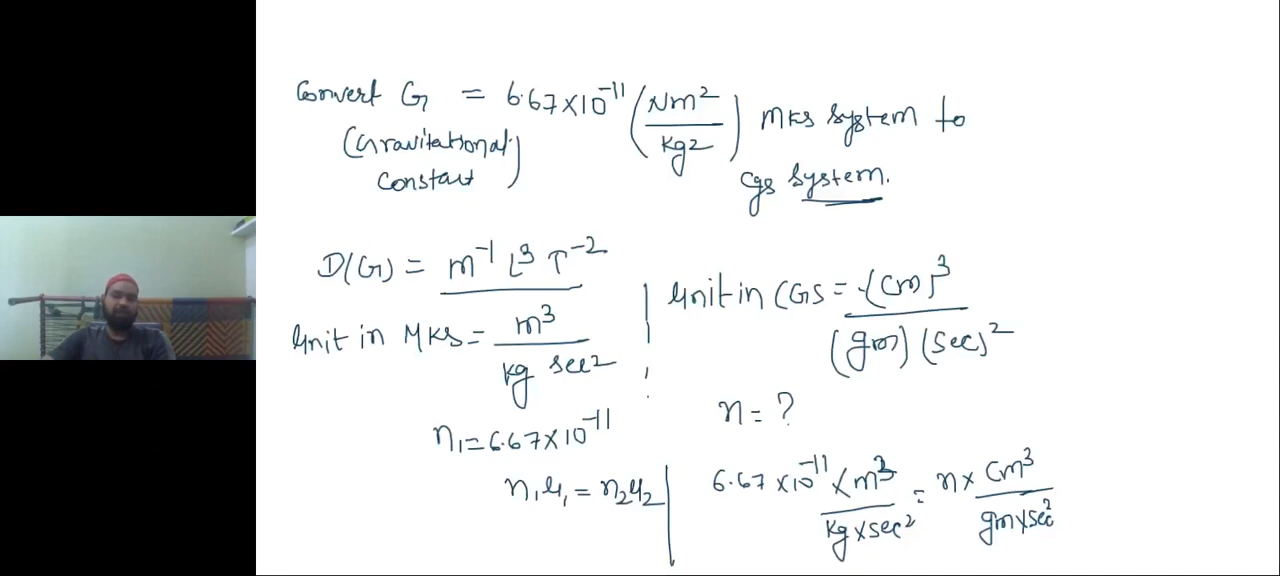 Convert G = 6.67×10⁻¹¹ (Nm²/kg²) MKS system to
(Gravitational constant) cgs system.
D(G) = m⁻¹ L³ T⁻²
Unit in MKS = m³/kg sec²
Unit in CGS = (cm)³/(gm)(sec)²
n₁=6.67×10⁻¹¹
n = ?
n₁u₁ = n₂u₂
6.67×10⁻¹¹ × m³/kg×sec² = n× cm³/gm×sec²